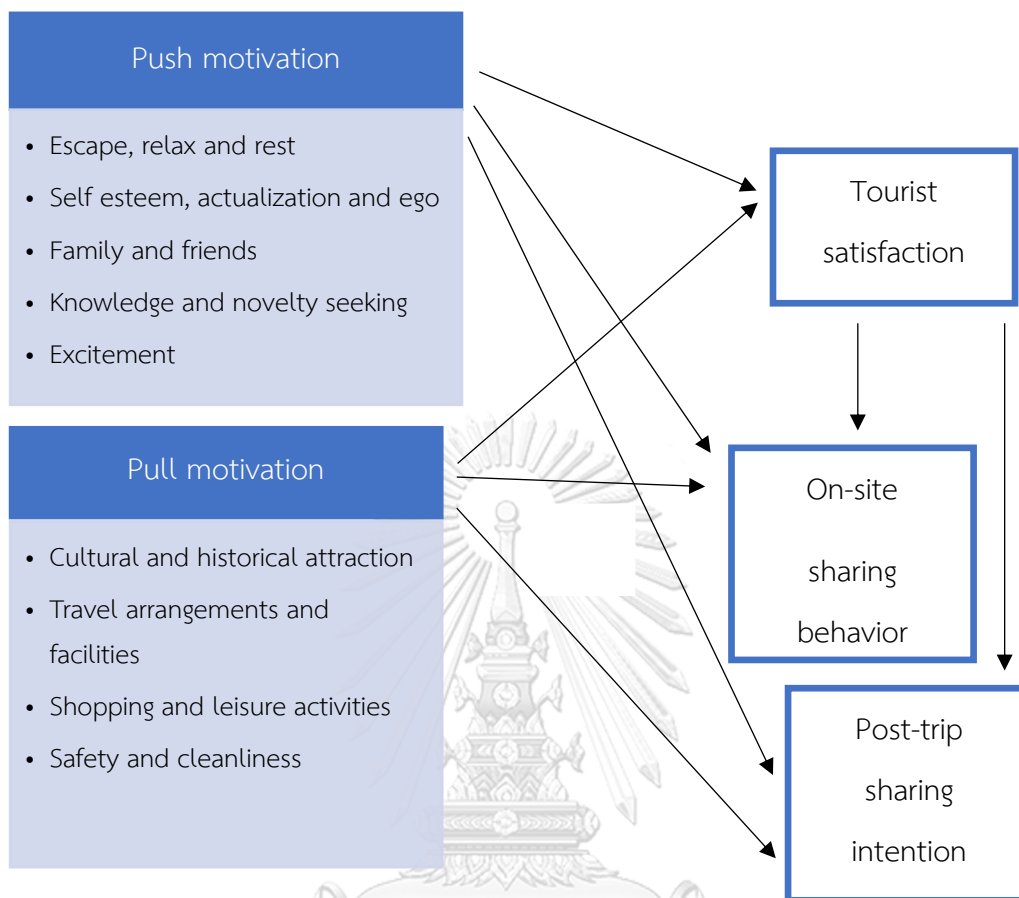 Push motivation
• Escape, relax and rest
• Self esteem, actualization and ego
• Family and friends
• Knowledge and novelty seeking
• Excitement
Pull motivation
• Cultural and historical attraction
• Travel arrangements and
facilities
• Shopping and leisure activities
• Safety and cleanliness
Tourist
satisfaction
On-site
sharing
behavior
Post-trip
sharing
intention